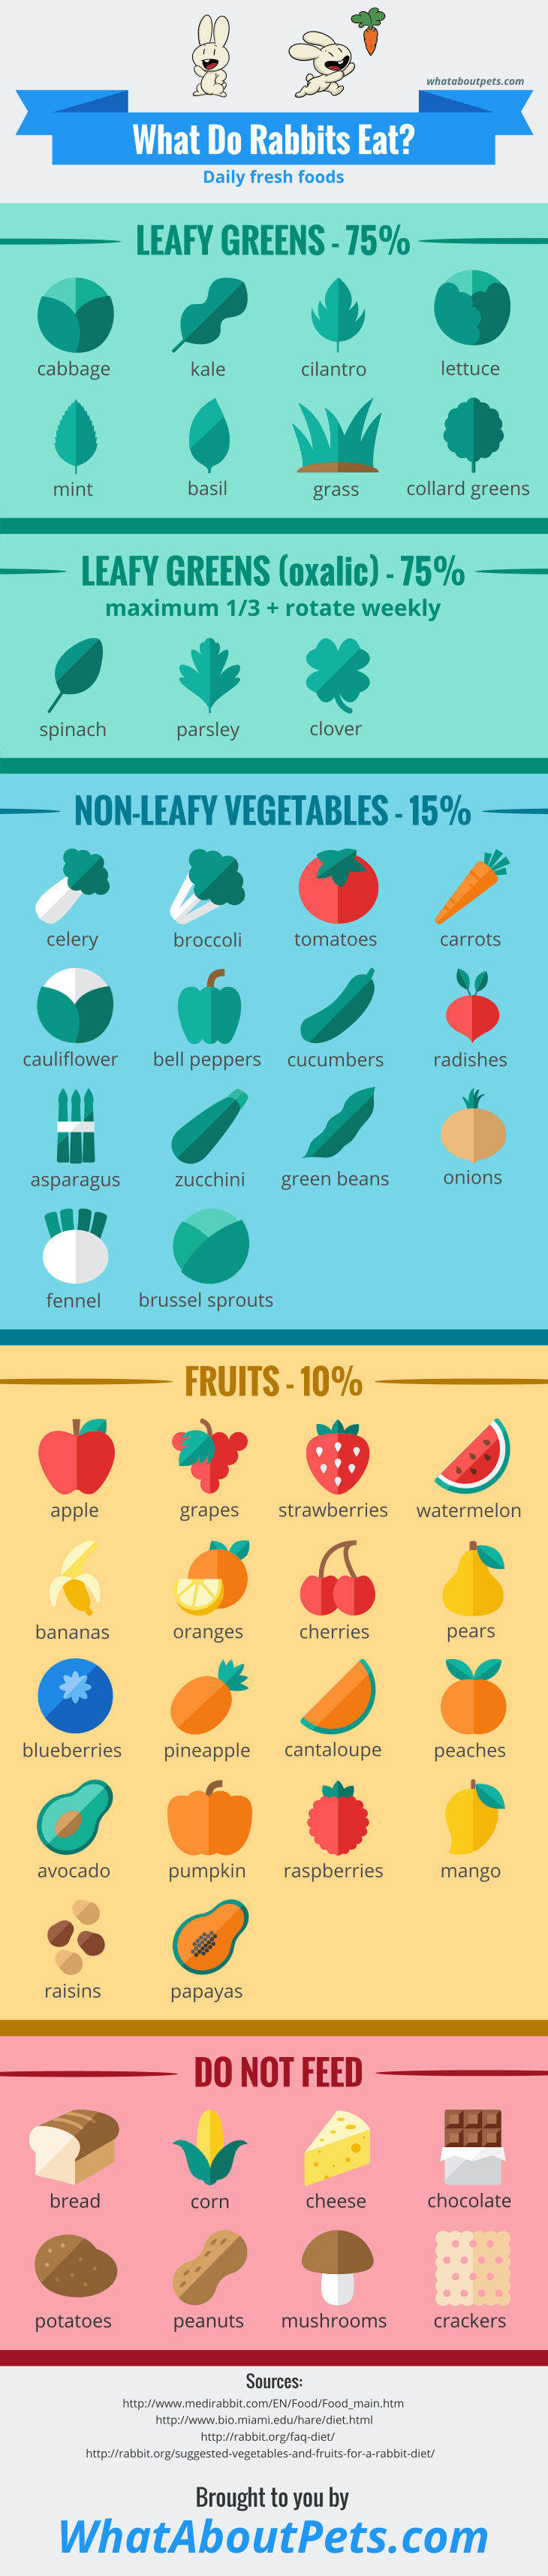 whataboutpets.com
What Do Rabbits Eat?
Daily fresh foods
LEAFY GREENS - 75%
cabbage kale cilantro lettuce
mint basil grass collard greens
LEAFY GREENS (oxalic) - 75%
maximum 1/3 + rotate weekly
spinach parsley clover
NON-LEAFY VEGETABLES - 15%
celery broccoli tomatoes carrots
cauliflower bell peppers cucumbers radishes
asparagus zucchini green beans onions
fennel brussel sprouts
FRUITS - 10%
apple grapes strawberries watermelon
bananas oranges cherries pears
blueberries pineapple cantaloupe peaches
avocado pumpkin raspberries mango
raisins papayas
DO NOT FEED
bread corn cheese chocolate
potatoes peanuts mushrooms crackers
Sources:
http://www.medirabbit.com/EN/Food/Food_main.htm
http://www.bio.miami.edu/hare/diet.html
http://rabbit.org/faq-diet/
http://rabbit.org/suggested-vegetables-and-fruits-for-a-rabbit-diet/
Brought to you by
WhatAboutPets.com